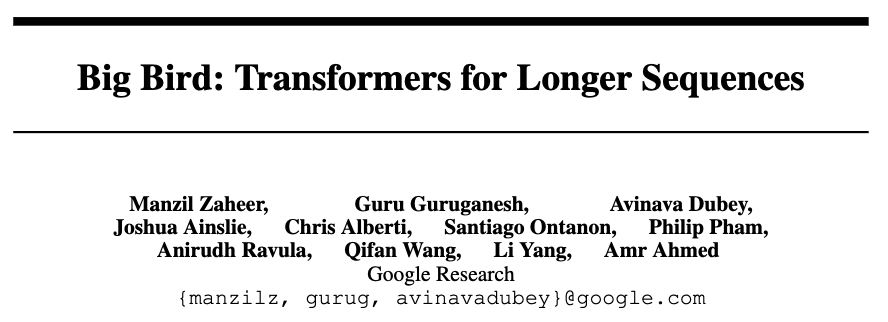 Big Bird: Transformers for Longer Sequences
Manzil Zaheer, Guru Guruganesh, Avinava Dubey,
Joshua Ainslie, Chris Alberti, Santiago Ontanon, Philip Pham,
Anirudh Ravula, Qifan Wang, Li Yang, Amr Ahmed
Google Research
{manzilz, gurug, avinavadubey}@google.com